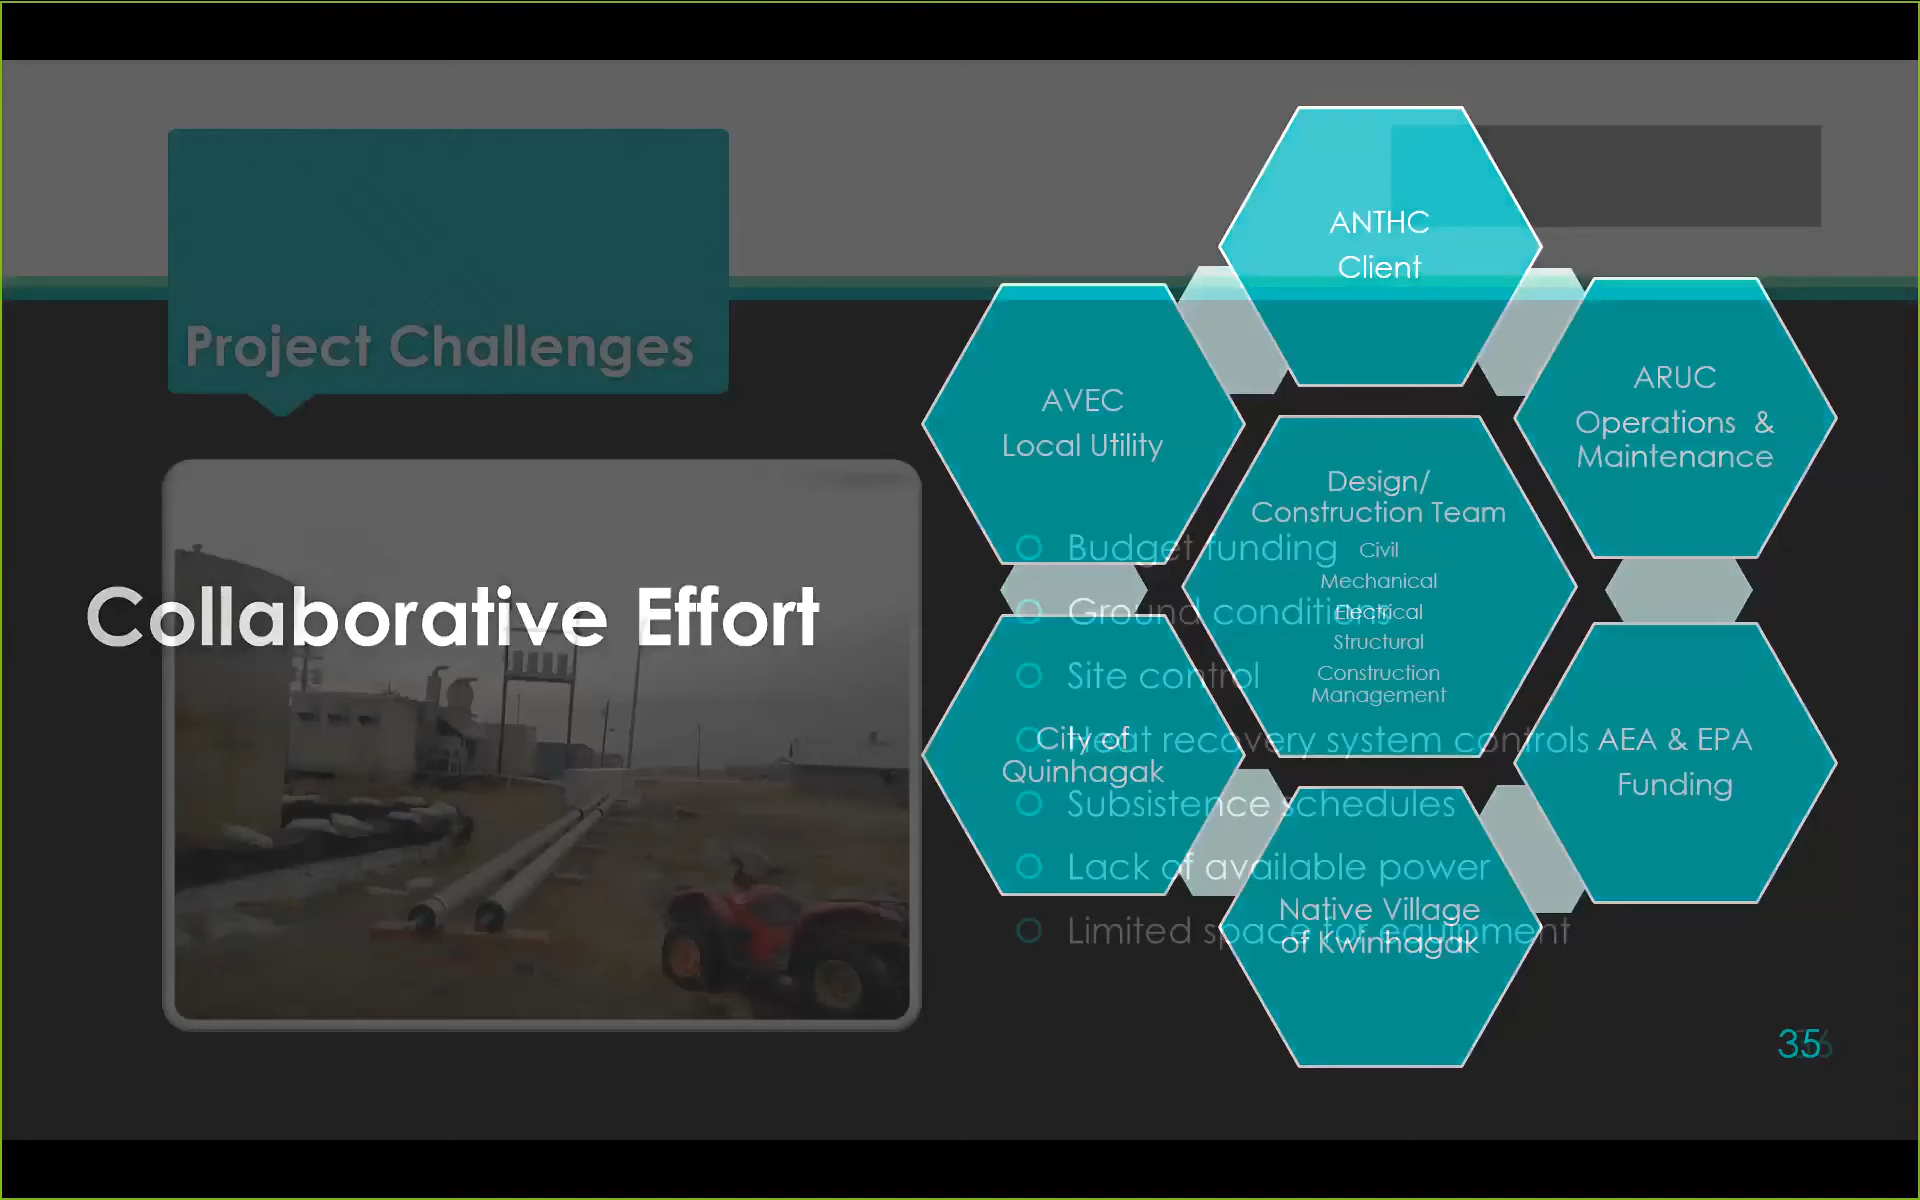 Project Challenges
Collaborative Effort
ANTHC
Client
AVEC
Local Utility
ARUC
Operations &
Maintenance
Design/
Construction Team
Civil
Mechanical
Electrical
Structural
Construction
Management
City of
Quinhagak
AEA & EPA
Funding
Native Village
of Kwinhagak
Budget funding
Ground conditions
Site control
Heat recovery system controls
Subsistence schedules
Lack of available power
Limited space for equipment
35